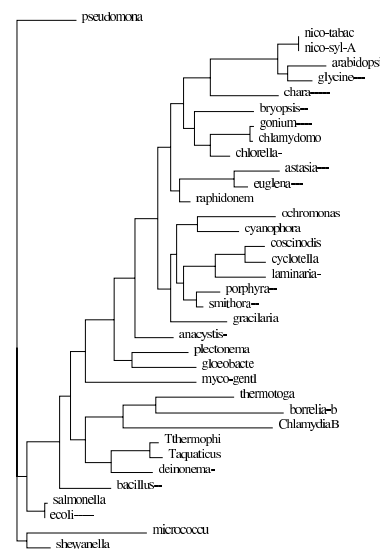 pseudomona
nico-tabac
nico-syl-A
arabidops
glycine---
chara-----
bryopsis--
gonium----
chlamydomo
chlorella-
astasia---
euglena---
raphidonem
ochromonas
cyanophora
coscinodis
cyclotella
laminaria-
porphyra--
smithora--
gracilaria
anacystis-
plectonema
gloeobacte
myco-gentl
thermotoga
borrelia-b
ChlamydiaB
Tthermophi
Taquaticus
deinonema-
bacillus--
salmonella
ecoli-----
micrococcu
shewanella